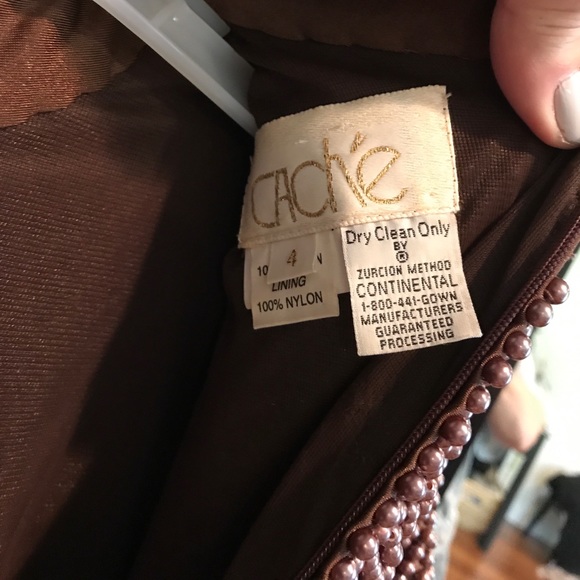 Caché
4
10 N
LINING
100% NYLON
Dry Clean Only
BY
®
ZURCION METHOD
CONTINENTAL
1-800-441-GOWN
MANUFACTURERS
GUARANTEED
PROCESSING